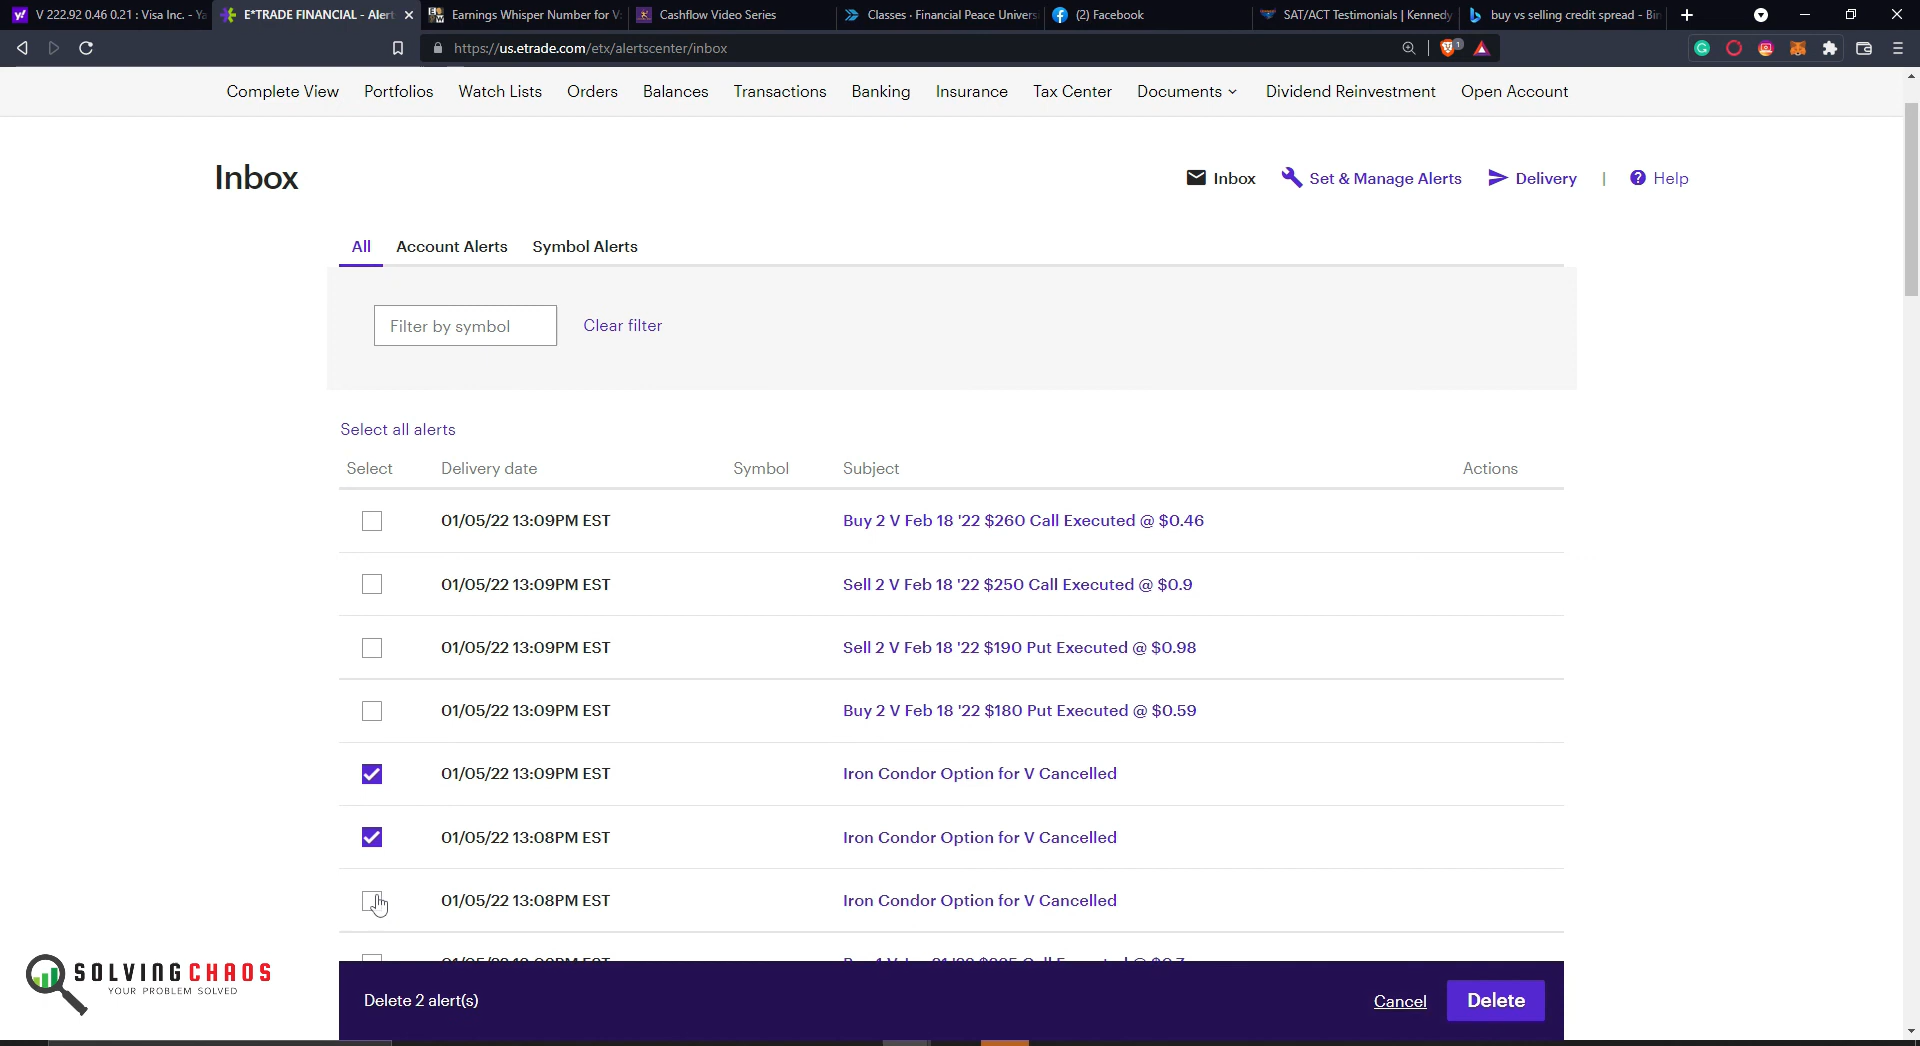 V 222.92 0.46 0.21 : Visa Inc. - Ya
E*TRADE FINANCIAL - Alert
Earnings Whisper Number for V:
Cashflow Video Series
Classes · Financial Peace Univers
(2) Facebook
SAT/ACT Testimonials | Kennedy
buy vs selling credit spread - Bin
https://us.etrade.com/etx/alertscenter/inbox
Complete View Portfolios Watch Lists Orders Balances Transactions Banking Insurance Tax Center Documents Dividend Reinvestment Open Account
Inbox
Inbox Set & Manage Alerts Delivery | Help
All Account Alerts Symbol Alerts
Filter by symbol Clear filter
Select all alerts
Select Delivery date Symbol Subject Actions
01/05/22 13:09PM EST Buy 2 V Feb 18 '22 $260 Call Executed @ $0.46
01/05/22 13:09PM EST Sell 2 V Feb 18 '22 $250 Call Executed @ $0.9
01/05/22 13:09PM EST Sell 2 V Feb 18 '22 $190 Put Executed @ $0.98
01/05/22 13:09PM EST Buy 2 V Feb 18 '22 $180 Put Executed @ $0.59
01/05/22 13:09PM EST Iron Condor Option for V Cancelled
01/05/22 13:08PM EST Iron Condor Option for V Cancelled
01/05/22 13:08PM EST Iron Condor Option for V Cancelled
SOLVINGCHAOS
YOUR PROBLEM SOLVED
Delete 2 alert(s) Cancel Delete